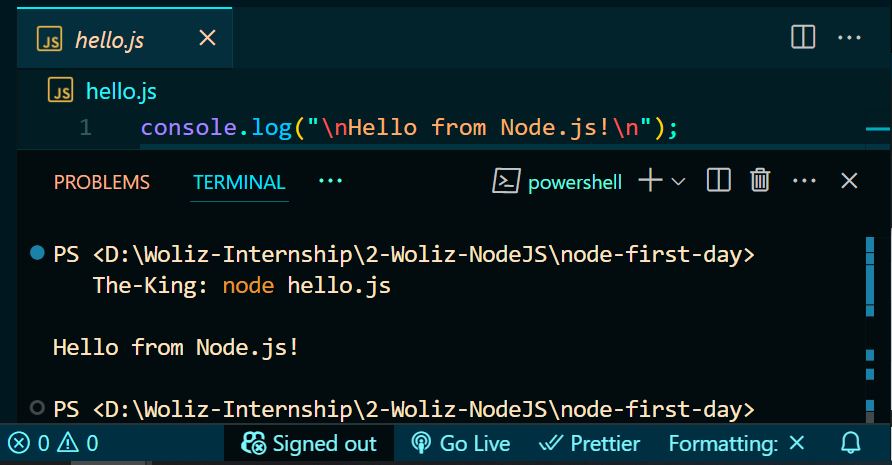 JS hello.js
JS hello.js
1 console.log("\nHello from Node.js!\n");
PROBLEMS TERMINAL ··· powershell ···
PS <D:\Woliz-Internship\2-Woliz-NodeJS\node-first-day>
The-King: node hello.js
Hello from Node.js!
PS <D:\Woliz-Internship\2-Woliz-NodeJS\node-first-day>
0 0 Signed out Go Live Prettier Formatting: ×